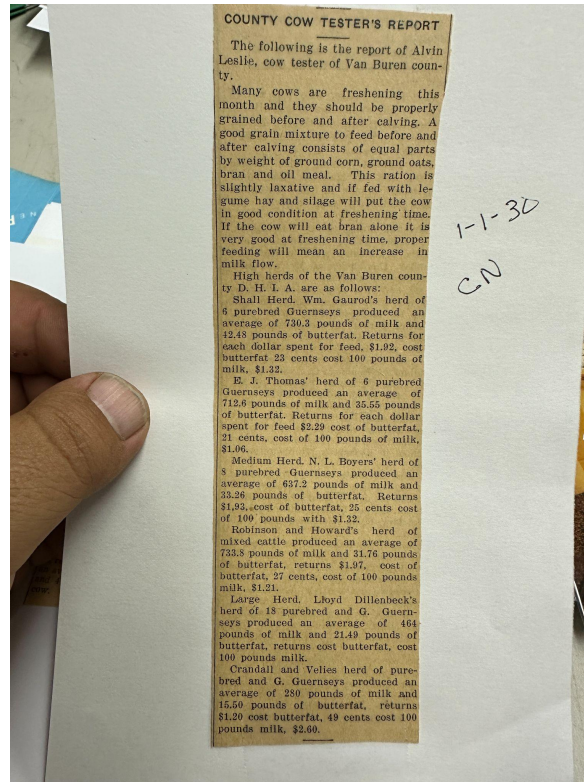 COUNTY COW TESTER'S REPORT
The following is the report of Alvin
Leslie, cow tester of Van Buren coun-
ty.
Many cows are freshening this
month and they should be properly
grained before and after calving. A
good grain mixture to feed before and
after calving consists of equal parts
by weight of ground corn, ground oats,
bran and oil meal. This ration is
slightly laxative and if fed with le-
gume hay and silage will put the cow
in good condition at freshening time.
If the cow will eat bran alone it is
very good at freshening time, proper
feeding will mean an increase in
milk flow.
High herds of the Van Buren coun-
ty D. H. I. A. are as follows:
Shall Herd. Wm. Gaurod's herd of
6 purebred Guernseys produced an
average of 730.3 pounds of milk and
42.48 pounds of butterfat. Returns for
each dollar spent for feed, $1.92, cost
butterfat 23 cents cost 100 pounds of
milk, $1.32.
E. J. Thomas' herd of 6 purebred
Guernseys produced an average of
712.6 pounds of milk and 35.55 pounds
of butterfat. Returns for each dollar
spent for feed $2.29 cost of butterfat,
21 cents, cost of 100 pounds of milk,
$1.06.
Medium Herd. N. L. Boyers' herd of
8 purebred Guernseys produced an
average of 637.2 pounds of milk and
33.26 pounds of butterfat. Returns
$1,93, cost of butterfat, 25 cents cost
of 100 pounds with $1.32.
Robinson and Howard's herd of
mixed cattle produced an average of
733.8 pounds of milk and 31.76 pounds
of butterfat, returns $1.97, cost of
butterfat, 27 cents, cost of 100 pounds
milk, $1.21.
Large Herd. Lloyd Dillenbeck's
herd of 18 purebred and G. Guern-
seys produced an average of 464
pounds of milk and 21.49 pounds of
butterfat, returns cost butterfat, cost
100 pounds milk.
Crandall and Velies herd of pure-
bred and G. Guernseys produced an
average of 280 pounds of milk and
15.50 pounds of butterfat, returns
$1.20 cost butterfat, 49 cents cost 100
pounds milk, $2.60.
1-1-30
CN